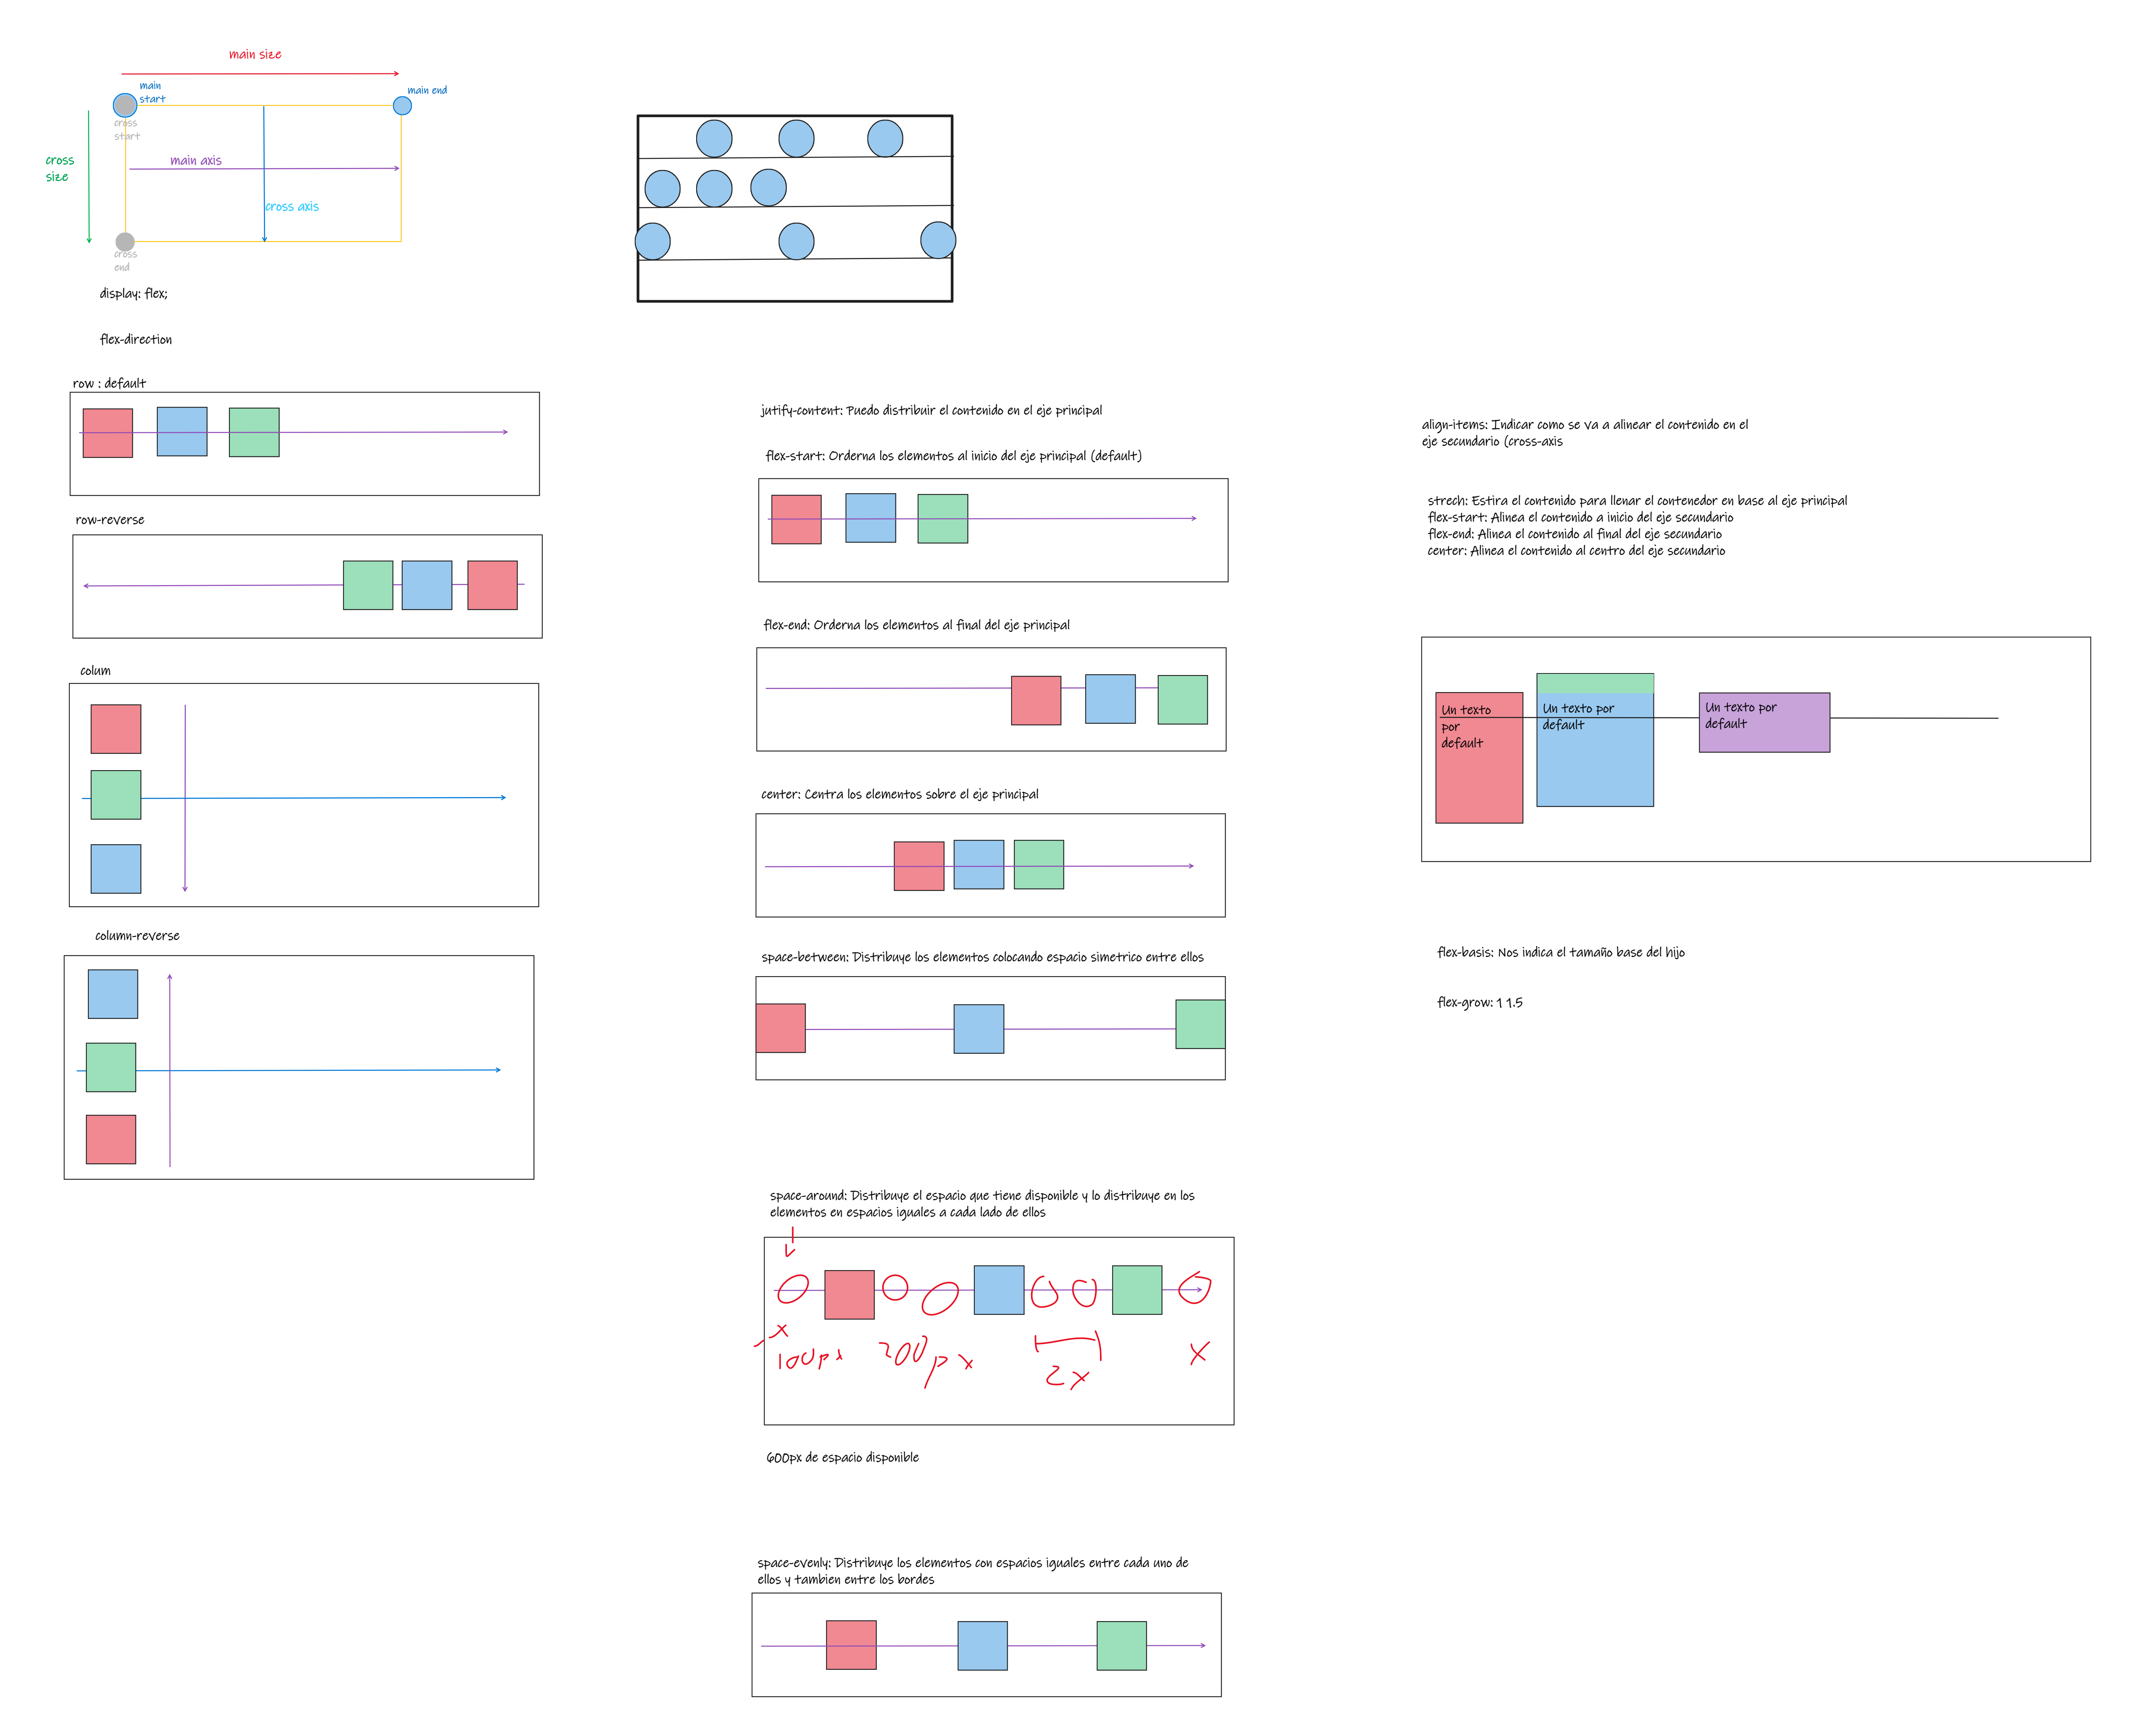 main size
main
start
main end
cross
start
cross
size
main axis
cross axis
cross
end
display: flex;
flex-direction
row : default
row-reverse
colum
column-reverse
jutify-content: Puedo distribuir el contenido en el eje principal
flex-start: Orderna los elementos al inicio del eje principal (default)
flex-end: Orderna los elementos al final del eje principal
center: Centra los elementos sobre el eje principal
space-between: Distribuye los elementos colocando espacio simetrico entre ellos
space-around: Distribuye el espacio que tiene disponible y lo distribuye en los
elementos en espacios iguales a cada lado de ellos
x
100px
200px
2x
x
600px de espacio disponible
space-evenly: Distribuye los elementos con espacios iguales entre cada uno de
ellos y tambien entre los bordes
align-items: Indicar como se va a alinear el contenido en el
eje secundario (cross-axis
strech: Estira el contenido para llenar el contenedor en base al eje principal
flex-start: Alinea el contenido a inicio del eje secundario
flex-end: Alinea el contenido al final del eje secundario
center: Alinea el contenido al centro del eje secundario
Un texto
por
default
Un texto por
default
Un texto por
default
flex-basis: Nos indica el tamaño base del hijo
flex-grow: 1 1.5